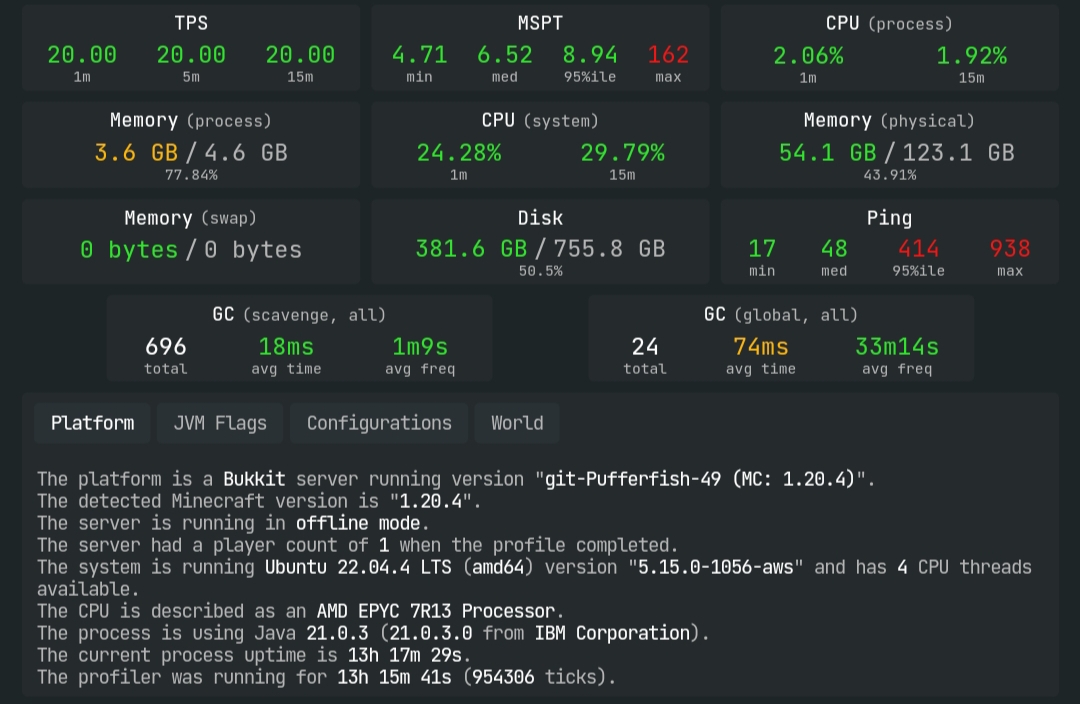 TPS
20.00 20.00 20.00
1m 5m 15m
MSPT
4.71 6.52 8.94 162
min med 95%ile max
CPU (process)
2.06% 1.92%
1m 15m
Memory (process)
3.6 GB / 4.6 GB
77.84%
CPU (system)
24.28% 29.79%
1m 15m
Memory (physical)
54.1 GB / 123.1 GB
43.91%
Memory (swap)
0 bytes / 0 bytes
Disk
381.6 GB / 755.8 GB
50.5%
Ping
17 48 414 938
min med 95%ile max
GC (scavenge, all)
696 18ms 1m9s
total avg time avg freq
GC (global, all)
24 74ms 33m14s
total avg time avg freq
Platform JVM Flags Configurations World
The platform is a Bukkit server running version "git-Pufferfish-49 (MC: 1.20.4)".
The detected Minecraft version is "1.20.4".
The server is running in offline mode.
The server had a player count of 1 when the profile completed.
The system is running Ubuntu 22.04.4 LTS (amd64) version "5.15.0-1056-aws" and has 4 CPU threads
available.
The CPU is described as an AMD EPYC 7R13 Processor.
The process is using Java 21.0.3 (21.0.3.0 from IBM Corporation).
The current process uptime is 13h 17m 29s.
The profiler was running for 13h 15m 41s (954306 ticks).